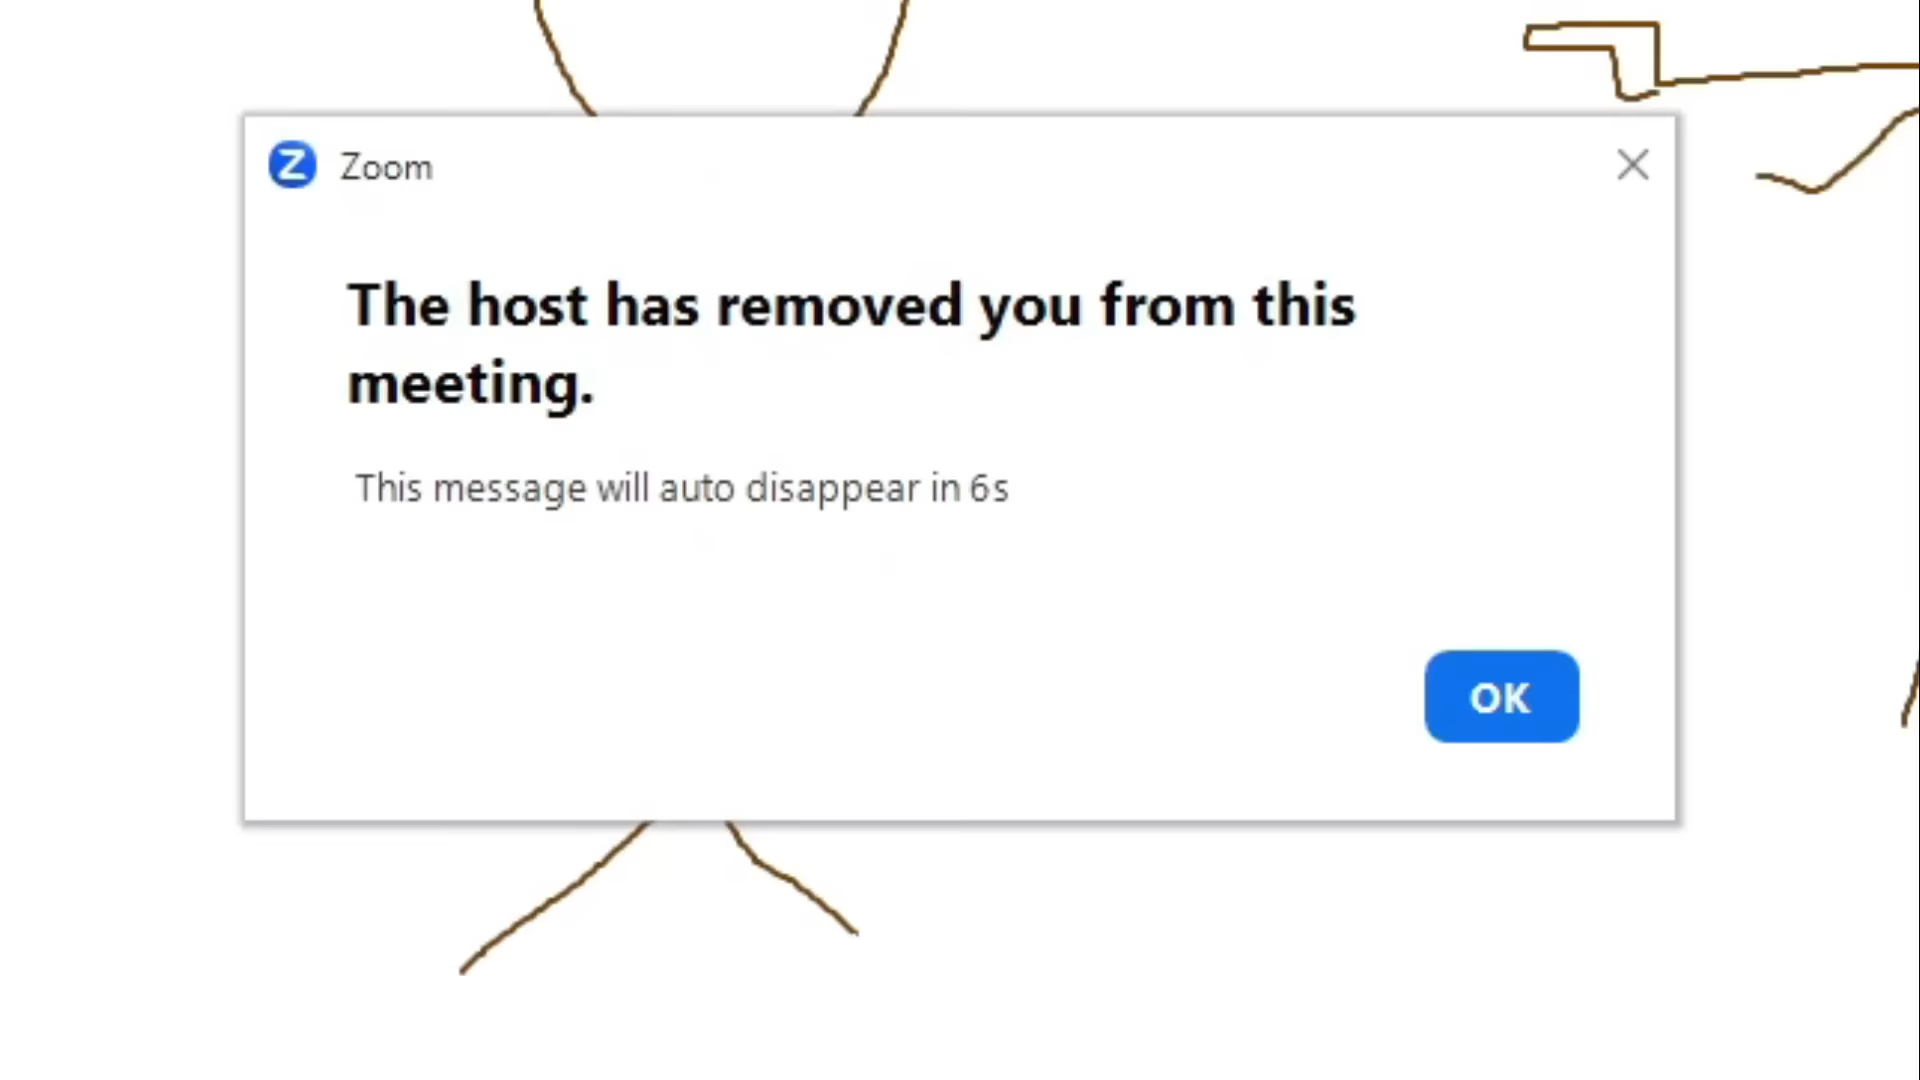 Zoom
The host has removed you from this
meeting.
This message will auto disappear in 6s
OK